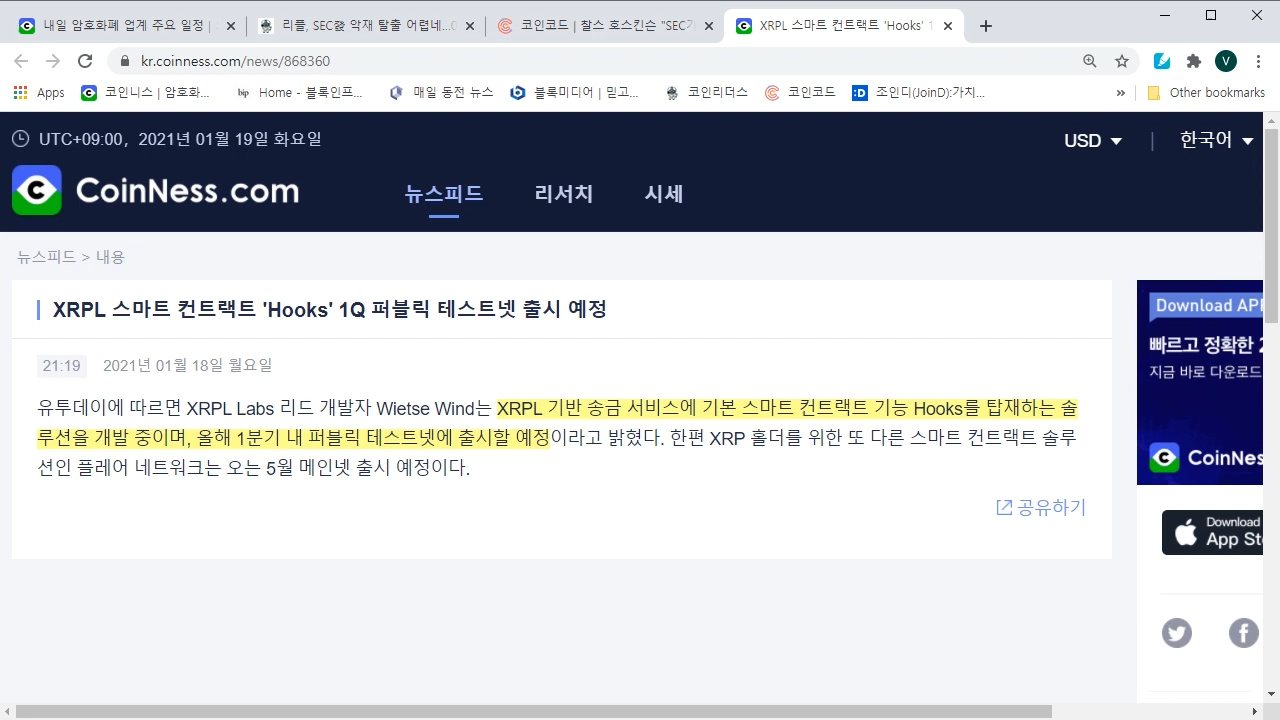 내일 암호화폐 업계 주요 일정 |
리플, SEC發 악재 탈출 어렵네...
코인코드 | 찰스 호스킨슨 "SEC가
XRPL 스마트 컨트랙트 'Hooks' 1
kr.coinness.com/news/868360
V
Apps
코인니스 | 암호화...
bip
Home - 블록인프...
매일 동전 뉴스
블록미디어 | 믿고...
코인리더스
코인코드
:D
조인디(JoinD):가치...
»
Other bookmarks
UTC+09:00, 2021년 01월 19일 화요일
USD
한국어
CoinNess.com
뉴스피드
리서치
시세
뉴스피드 > 내용
XRPL 스마트 컨트랙트 'Hooks' 1Q 퍼블릭 테스트넷 출시 예정
21:19 2021년 01월 18일 월요일
유투데이에 따르면 XRPL Labs 리드 개발자 Wietse Wind는 XRPL 기반 송금 서비스에 기본 스마트 컨트랙트 기능 Hooks를 탑재하는 솔
루션을 개발 중이며, 올해 1분기 내 퍼블릭 테스트넷에 출시할 예정이라고 밝혔다. 한편 XRP 홀더를 위한 또 다른 스마트 컨트랙트 솔루
션인 플레어 네트워크는 오는 5월 메인넷 출시 예정이다.
공유하기
Download APP
빠르고 정확한 2
지금 바로 다운로드
CoinNes
Download
App Sto